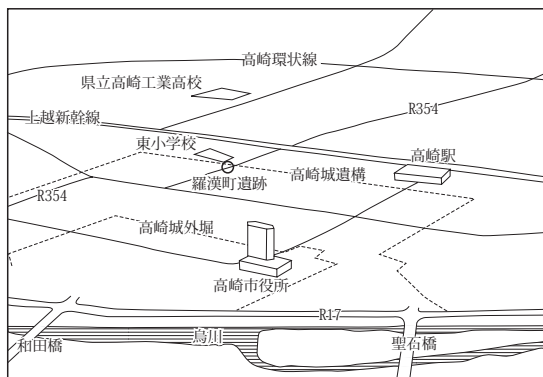 高崎環状線
県立高崎工業高校
R354
上越新幹線
東小学校
高崎駅
高崎城遺構
羅漢町遺跡
R354
高崎城外堀
高崎市役所
R17
烏川
和田橋
聖石橋